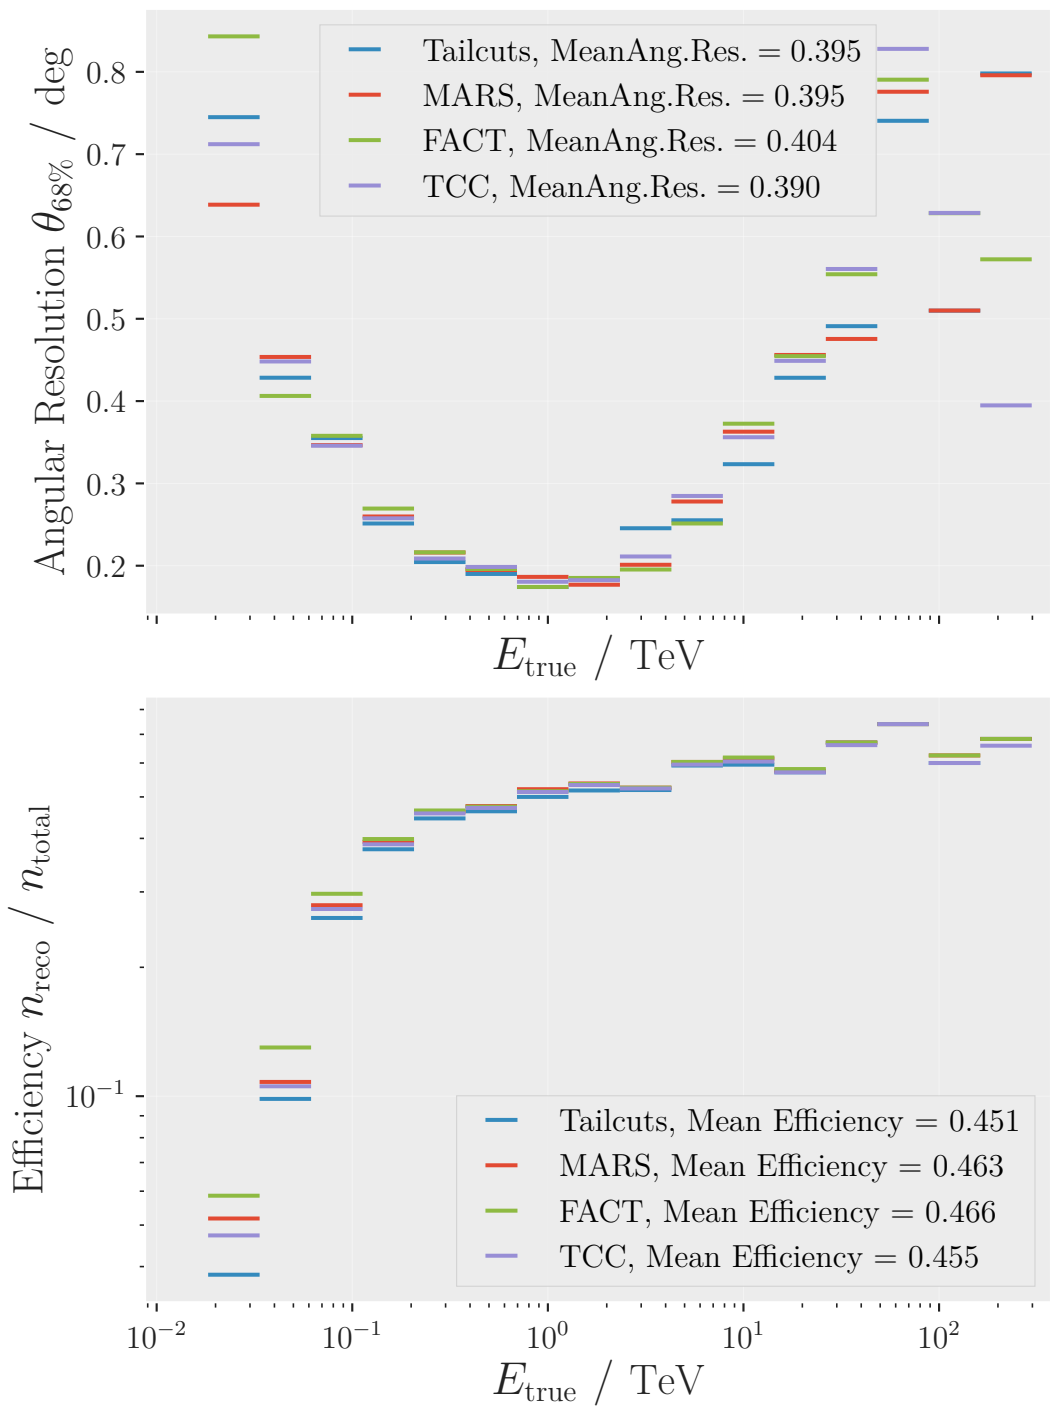 Angular Resolution θ68% / deg
0.8
0.7
0.6
0.5
0.4
0.3
0.2
Tailcuts, MeanAng.Res. = 0.395
MARS, MeanAng.Res. = 0.395
FACT, MeanAng.Res. = 0.404
TCC, MeanAng.Res. = 0.390
Etrue / TeV
Efficiency nreco / ntotal
10⁻¹
Tailcuts, Mean Efficiency = 0.451
MARS, Mean Efficiency = 0.463
FACT, Mean Efficiency = 0.466
TCC, Mean Efficiency = 0.455
10⁻² 10⁻¹ 10⁰ 10¹ 10²
Etrue / TeV